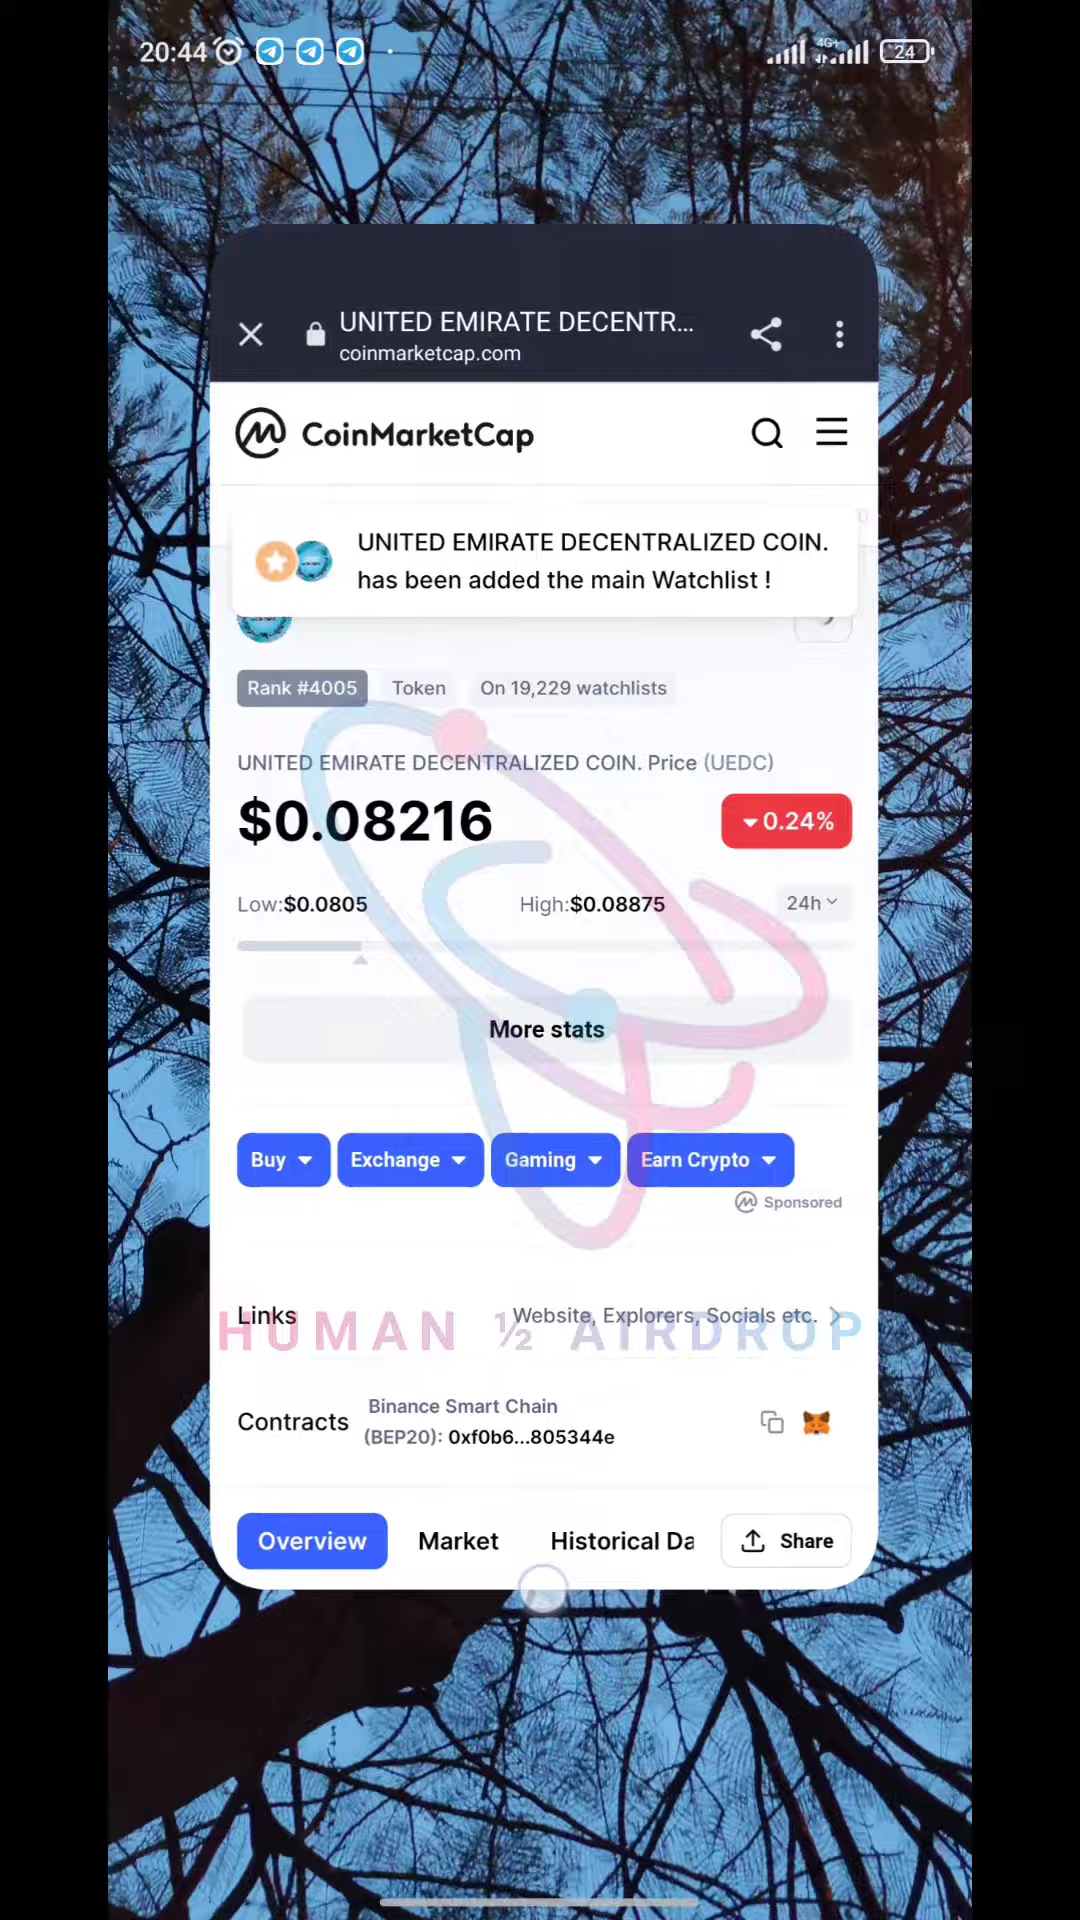 20:44
4G+
24
UNITED EMIRATE DECENTR...
coinmarketcap.com
CoinMarketCap
UNITED EMIRATE DECENTRALIZED COIN.
has been added the main Watchlist !
Rank #4005
Token
On 19,229 watchlists
UNITED EMIRATE DECENTRALIZED COIN. Price (UEDC)
$0.08216
0.24%
Low:$0.0805
High:$0.08875
24h
More stats
Buy
Exchange
Gaming
Earn Crypto
Sponsored
Links
Website, Explorers, Socials etc.
HUMAN ½ AIRDROP
Contracts
Binance Smart Chain
(BEP20): 0xf0b6...805344e
Overview
Market
Historical Da
Share